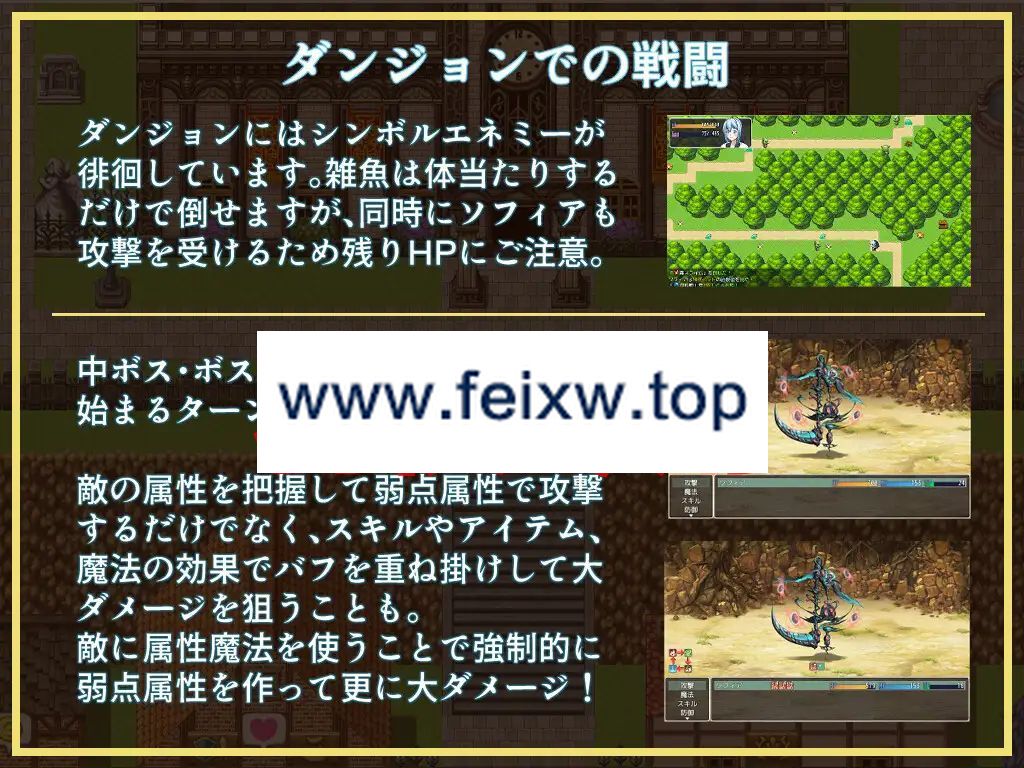 ダンジョンでの戦闘
ダンジョンにはシンボルエネミーが
徘徊しています。雑魚は体当たりする
だけで倒せますが、同時にソフィアも
攻撃を受けるため残りHPにご注意。
中ボス・ボス
始まるターン
www.feixw.top
敵の属性を把握して弱点属性で攻撃
するだけでなく、スキルやアイテム、
魔法の効果でバフを重ね掛けして大
ダメージを狙うことも。
敵に属性魔法を使うことで強制的に
弱点属性を作って更に大ダメージ！
攻撃
魔法
スキル
防御
ソフィア
攻撃
魔法
スキル
防御
ソフィア